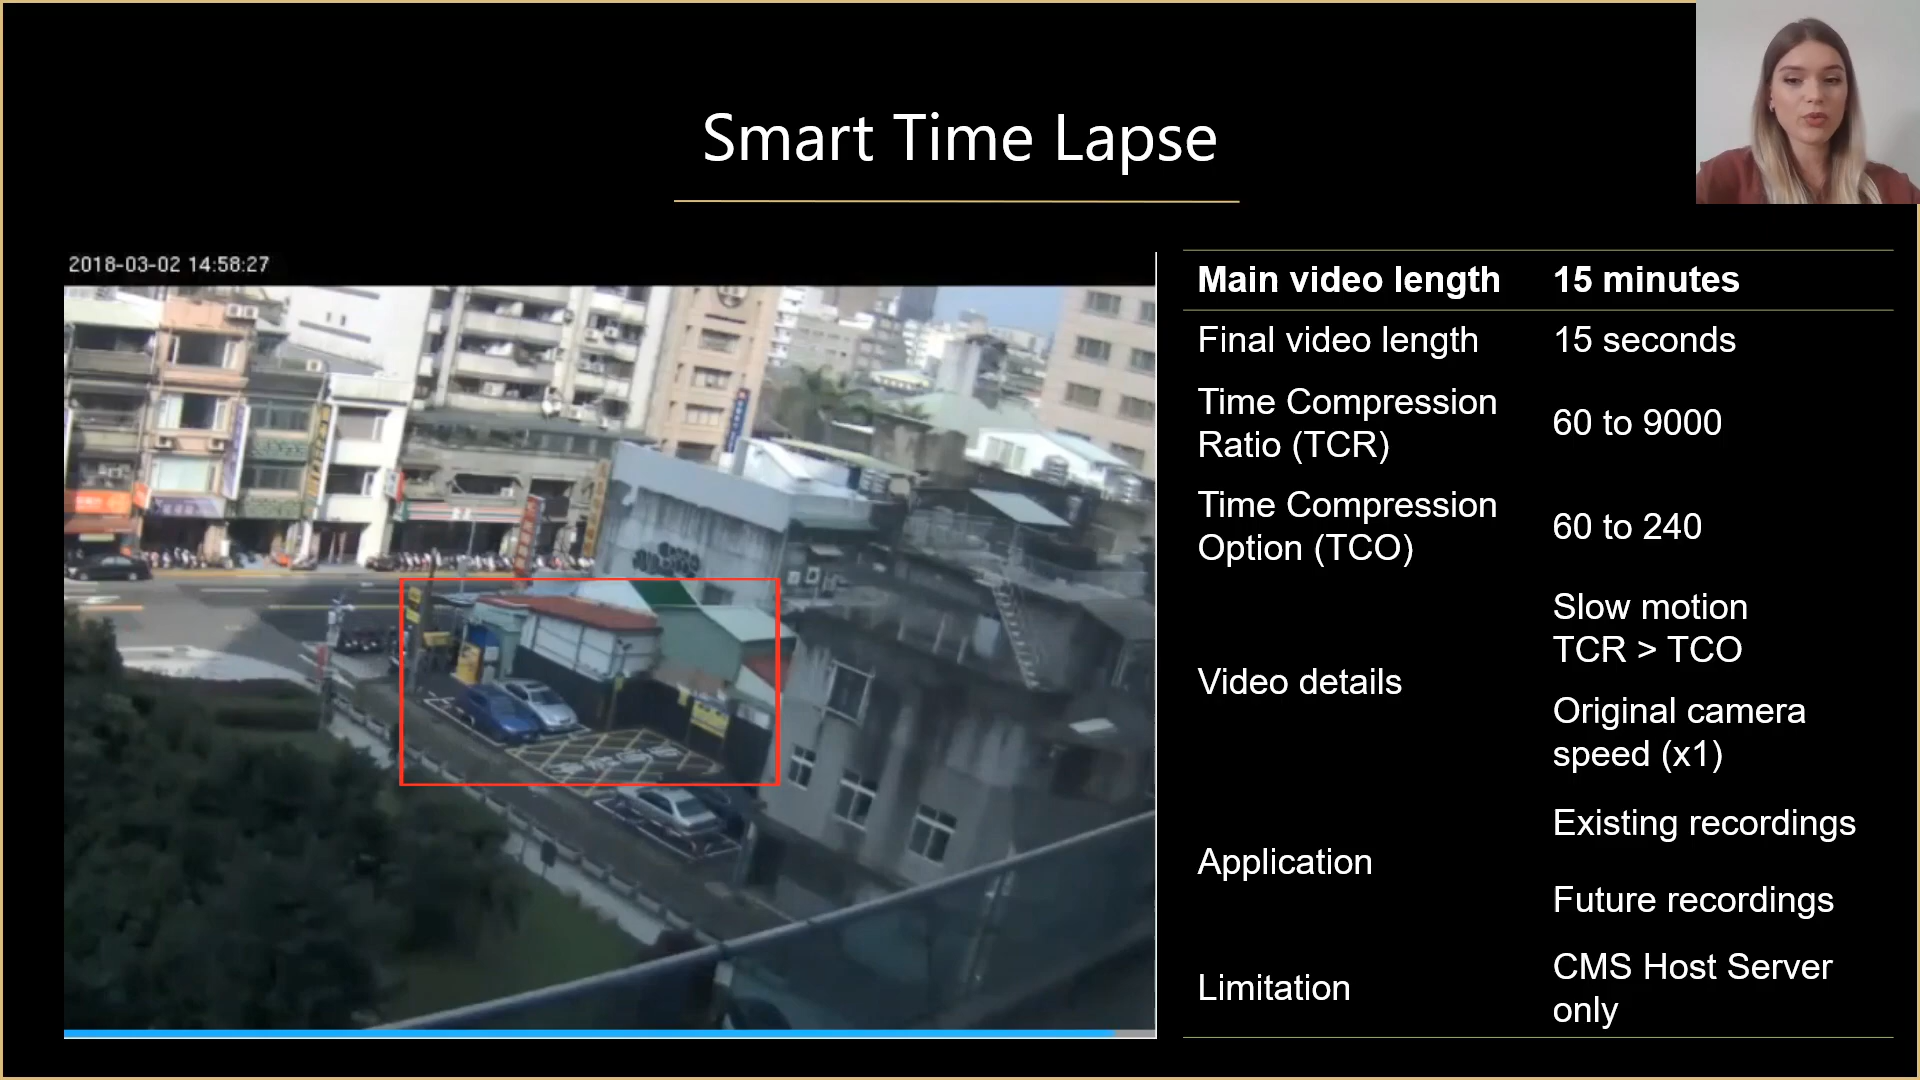 Smart Time Lapse
2018-03-02 14:58:27
Main video length 15 minutes
Final video length 15 seconds
Time Compression
Ratio (TCR) 60 to 9000
Time Compression
Option (TCO) 60 to 240
Video details
Slow motion
TCR > TCO
Original camera
speed (x1)
Application
Existing recordings
Future recordings
Limitation
CMS Host Server
only